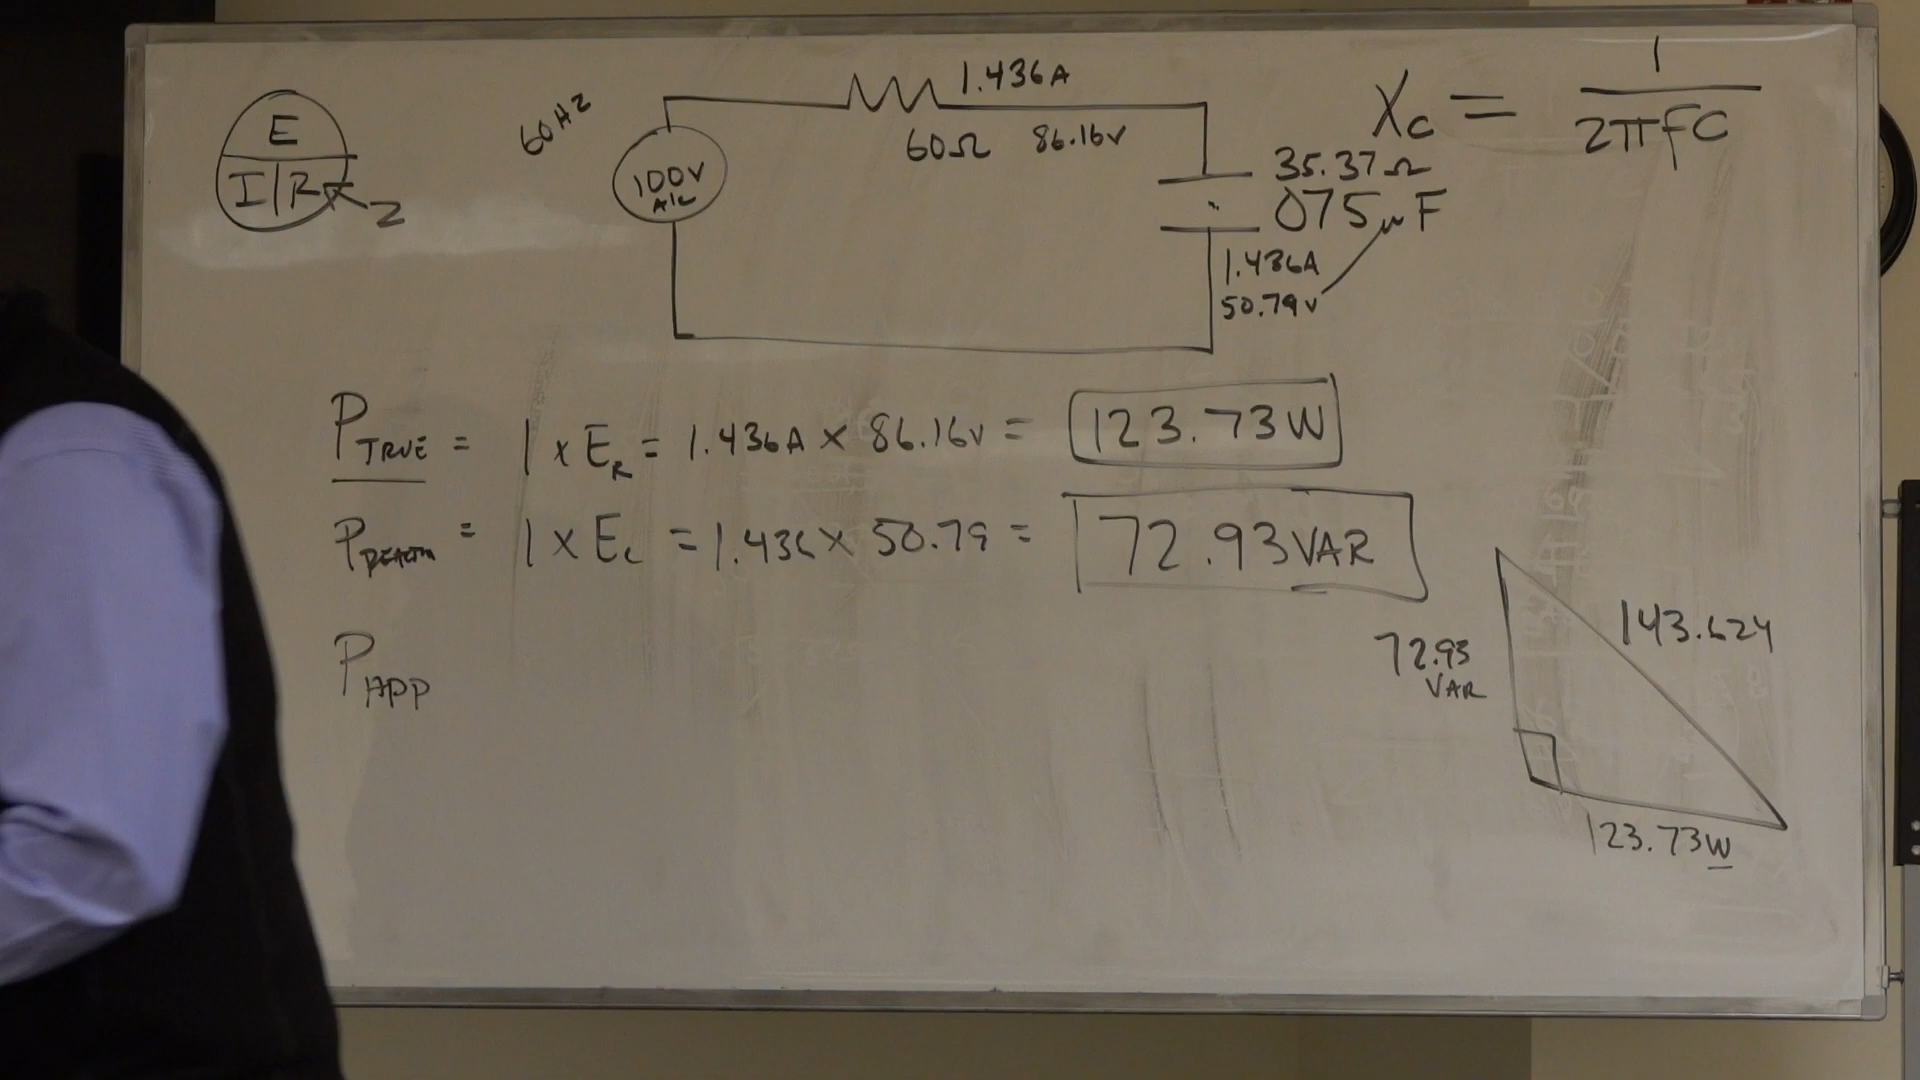 E
I|R X Z
60HZ
100V
A/C
1.436A
60Ω 86.16V
35.37Ω
075µF
1.436A
50.79V
XC = 1
2πfC
PTRUE = I x ER = 1.436A x 86.16V = 123.73W
P = I x EC = 1.436 x 50.79 = 72.93VAR
PAPP
72.93
VAR
143.624
123.73W